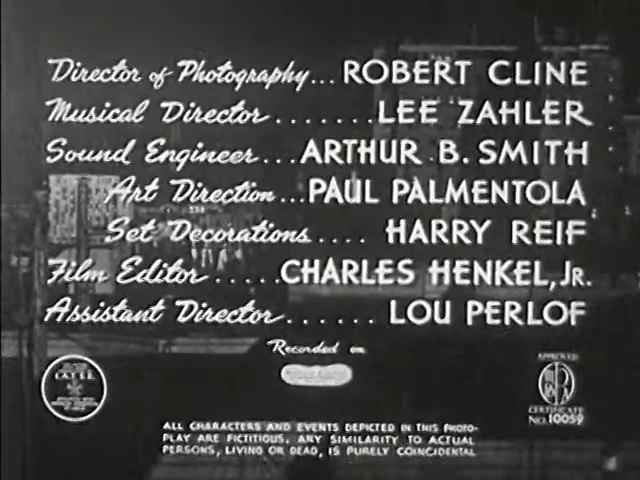 Director of Photography... ROBERT CLINE
Musical Director ....... LEE ZAHLER
Sound Engineer... ARTHUR B. SMITH
Art Direction... PAUL PALMENTOLA
Set Decorations.... HARRY REIF
Film Editor ..... CHARLES HENKEL, JR.
Assistant Director...... LOU PERLOF
Recorded on
I.A.T.S.E.
APPROVED
CERTIFICATE
NO. 10059
ALL CHARACTERS AND EVENTS DEPICTED IN THIS PHOTO-
PLAY ARE FICTITIOUS. ANY SIMILARITY TO ACTUAL
PERSONS, LIVING OR DEAD, IS PURELY COINCIDENTAL